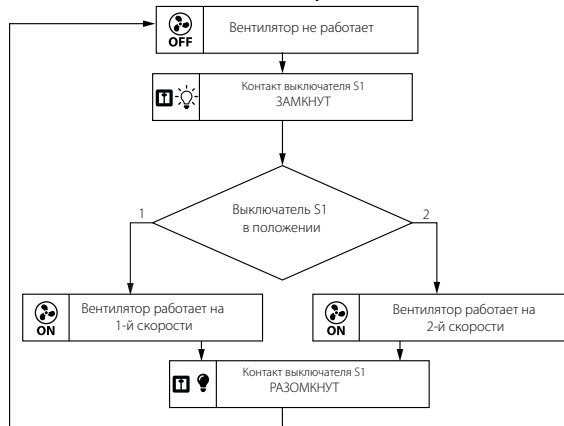 OFF
Вентилятор не работает
Контакт выключателя S1
ЗАМКНУТ
Выключатель S1
в положении
1
2
ON
Вентилятор работает на
1-й скорости
ON
Вентилятор работает на
2-й скорости
Контакт выключателя S1
РАЗОМКНУТ